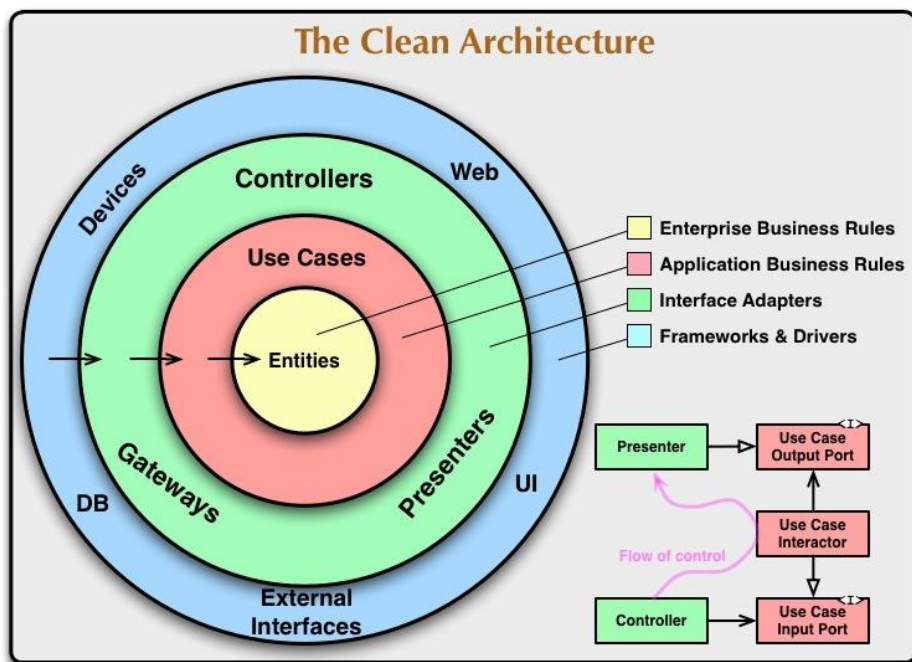 The Clean Architecture
Devices
Web
Controllers
Use Cases
Entities
Gateways
Presenters
DB
UI
External
Interfaces
Enterprise Business Rules
Application Business Rules
Interface Adapters
Frameworks & Drivers
Presenter
<I>
Use Case
Output Port
Flow of control
Use Case
Interactor
Controller
<I>
Use Case
Input Port